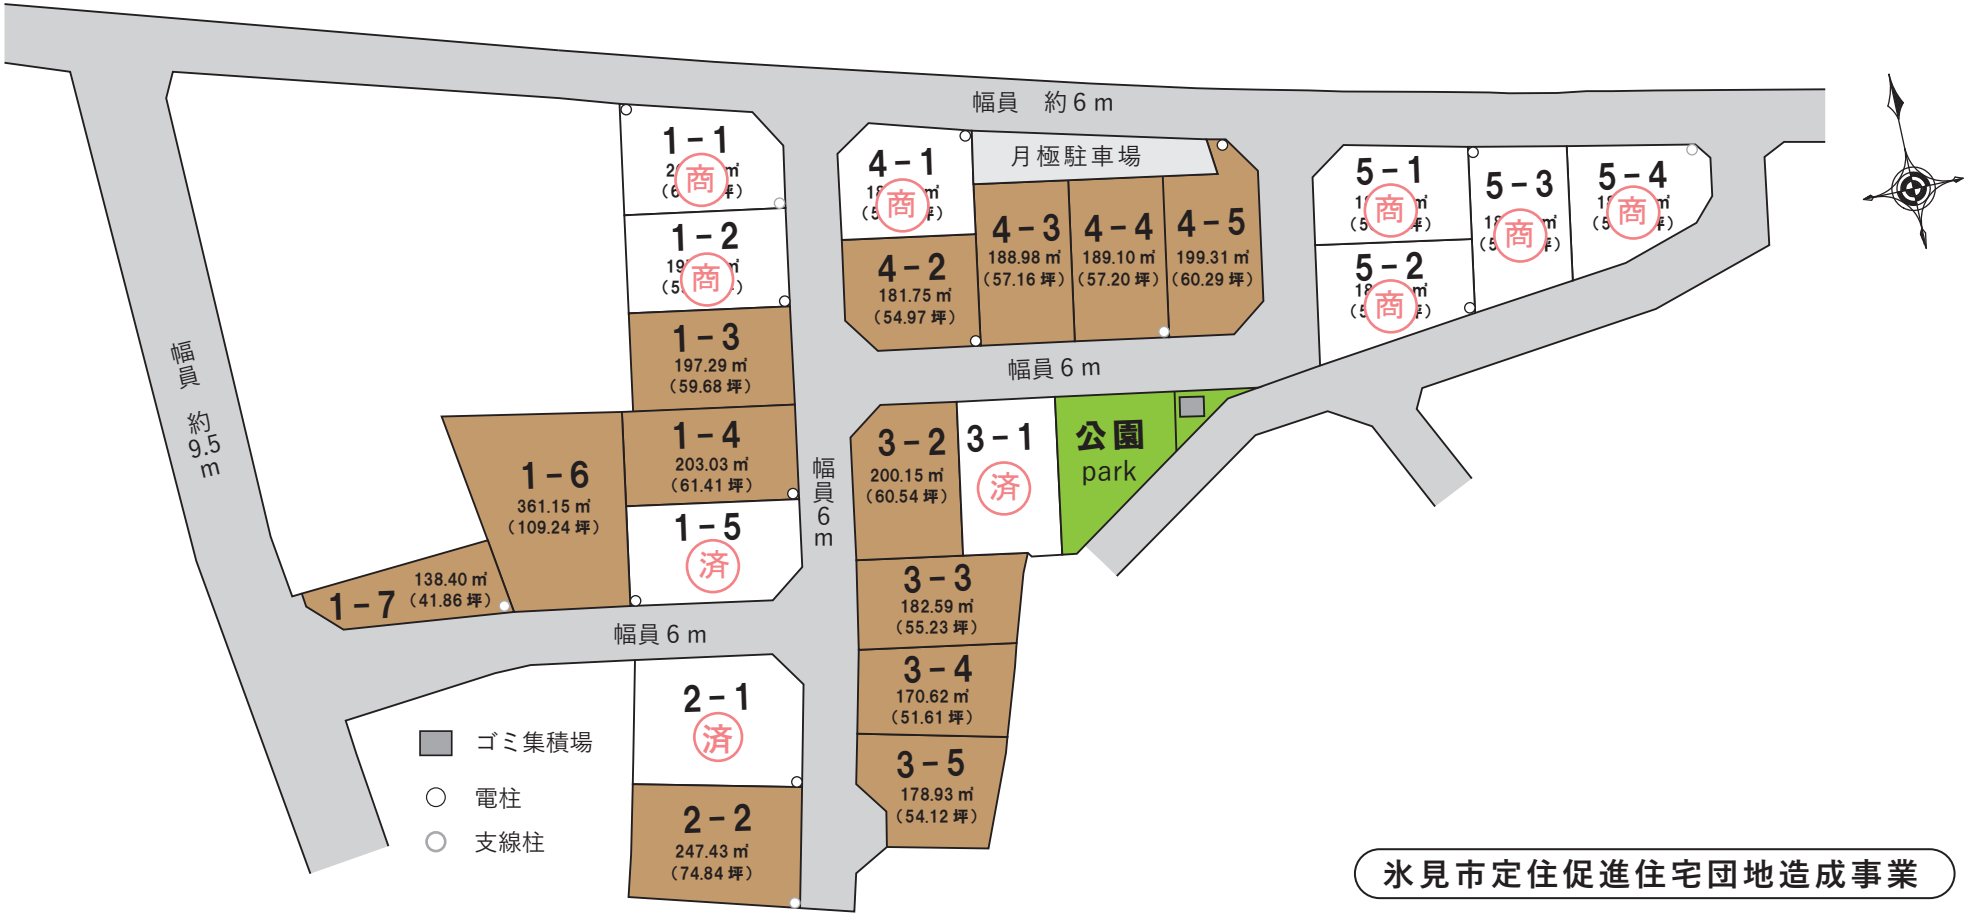 幅員　約 6 m
1 − 1
商
1 − 2
商
1 − 3
197.29 ㎡
（59.68 坪）
1 − 4
203.03 ㎡
（61.41 坪）
1 − 5
済
1 − 6
361.15 ㎡
（109.24 坪）
1 − 7
138.40 ㎡
（41.86 坪）
幅員　約 9.5 m
4 − 1
商
月極駐車場
4 − 2
181.75 ㎡
（54.97 坪）
4 − 3
188.98 ㎡
（57.16 坪）
4 − 4
189.10 ㎡
（57.20 坪）
4 − 5
199.31 ㎡
（60.29 坪）
5 − 1
商
5 − 2
商
5 − 3
商
5 − 4
商
幅員 6 m
幅員 6 m
3 − 2
200.15 ㎡
（60.54 坪）
3 − 1
済
公園
park
3 − 3
182.59 ㎡
（55.23 坪）
3 − 4
170.62 ㎡
（51.61 坪）
3 − 5
178.93 ㎡
（54.12 坪）
幅員 6 m
2 − 1
済
2 − 2
247.43 ㎡
（74.84 坪）
ゴミ集積場
電柱
支線柱
氷見市定住促進住宅団地造成事業